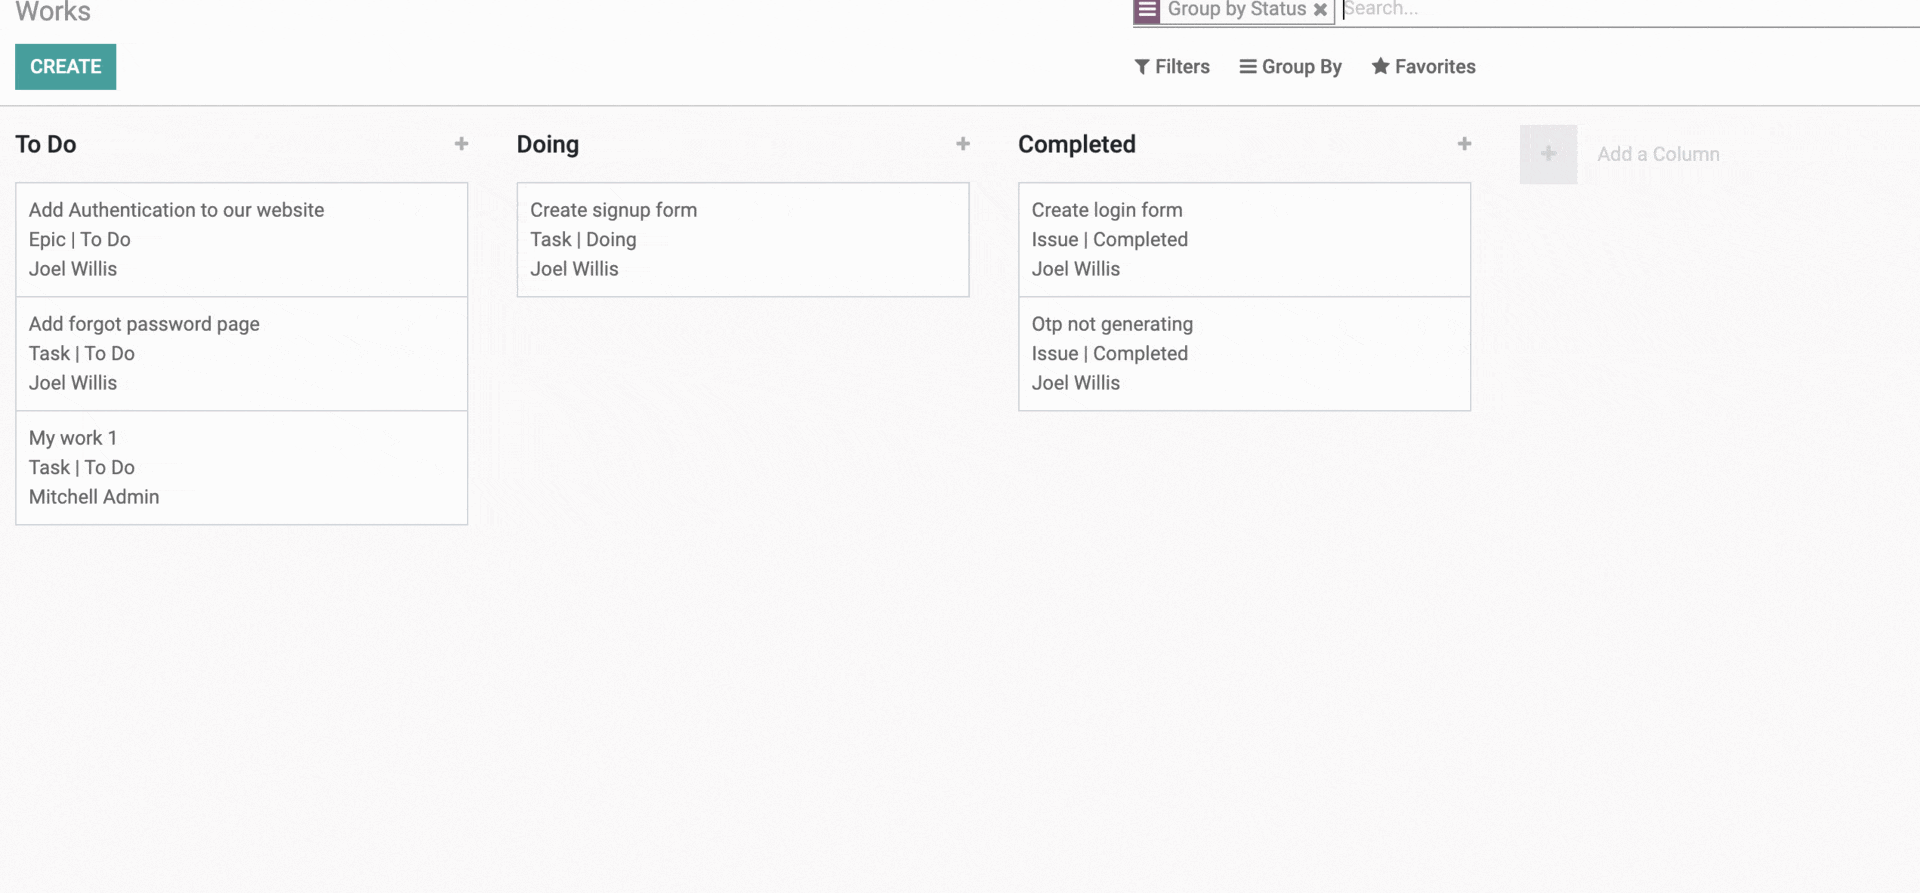 Works
Group by Status
Search...
CREATE
Filters
Group By
Favorites
To Do
Doing
Completed
Add a Column
Add Authentication to our website
Epic | To Do
Joel Willis
Add forgot password page
Task | To Do
Joel Willis
My work 1
Task | To Do
Mitchell Admin
Create signup form
Task | Doing
Joel Willis
Create login form
Issue | Completed
Joel Willis
Otp not generating
Issue | Completed
Joel Willis